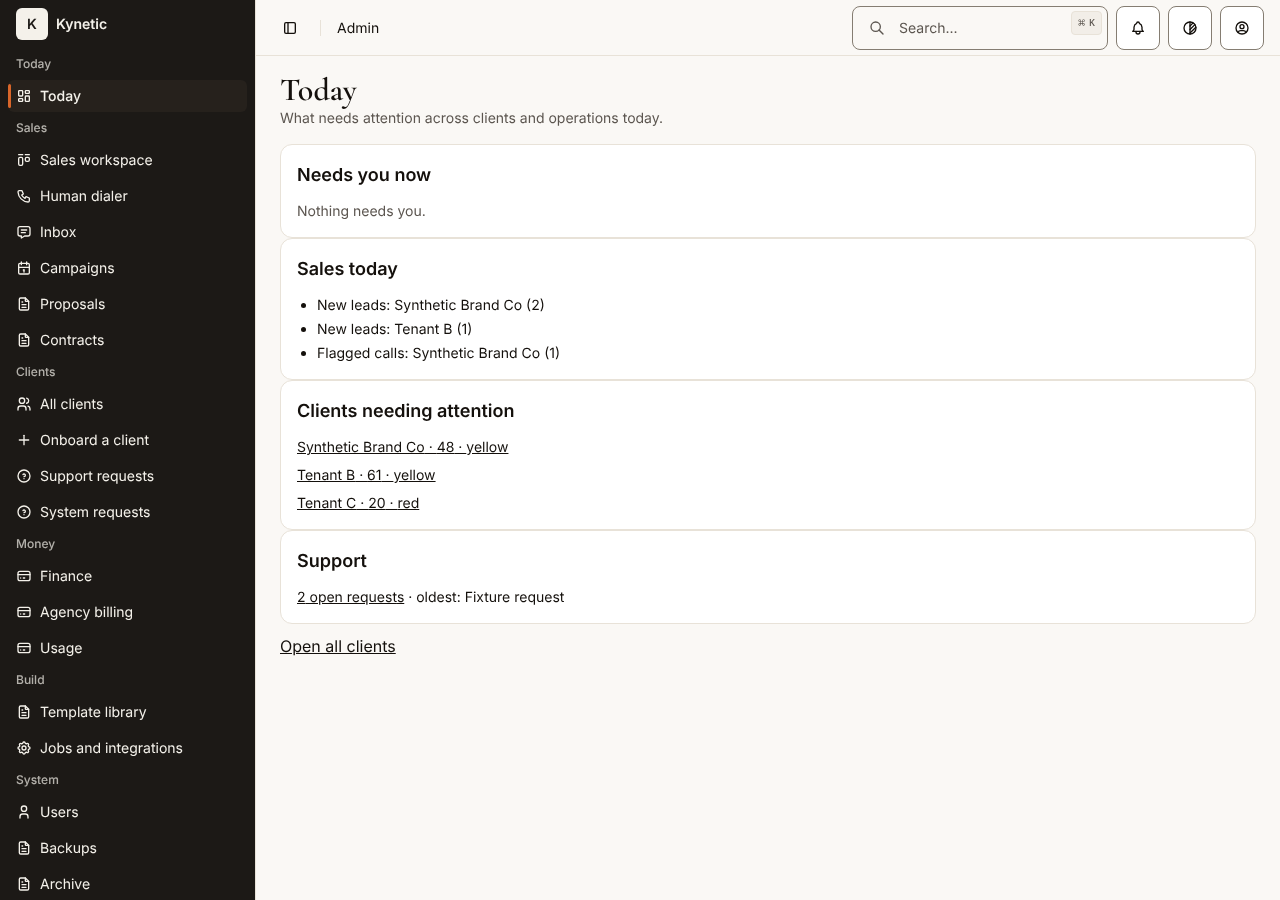 K Kynetic
Today
Today
Sales
Sales workspace
Human dialer
Inbox
Campaigns
Proposals
Contracts
Clients
All clients
Onboard a client
Support requests
System requests
Money
Finance
Agency billing
Usage
Build
Template library
Jobs and integrations
System
Users
Backups
Archive
Admin
Search...
⌘ K
Today
What needs attention across clients and operations today.
Needs you now
Nothing needs you.
Sales today
• New leads: Synthetic Brand Co (2)
• New leads: Tenant B (1)
• Flagged calls: Synthetic Brand Co (1)
Clients needing attention
Synthetic Brand Co · 48 · yellow
Tenant B · 61 · yellow
Tenant C · 20 · red
Support
2 open requests · oldest: Fixture request
Open all clients